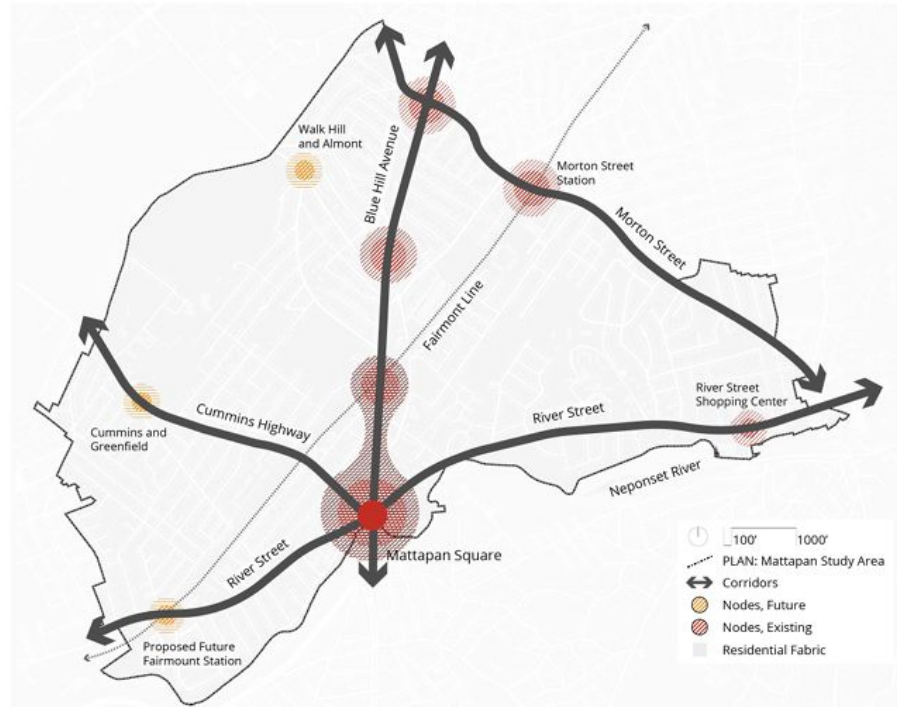 Walk Hill
and Almont
Blue Hill Avenue
Morton Street
Station
Morton Street
Fairmont Line
River Street
Shopping Center
River Street
Cummins Highway
Cummins and
Greenfield
Neponset River
Mattapan Square
River Street
Proposed Future
Fairmount Station
100' 1000'
PLAN: Mattapan Study Area
Corridors
Nodes, Future
Nodes, Existing
Residential Fabric